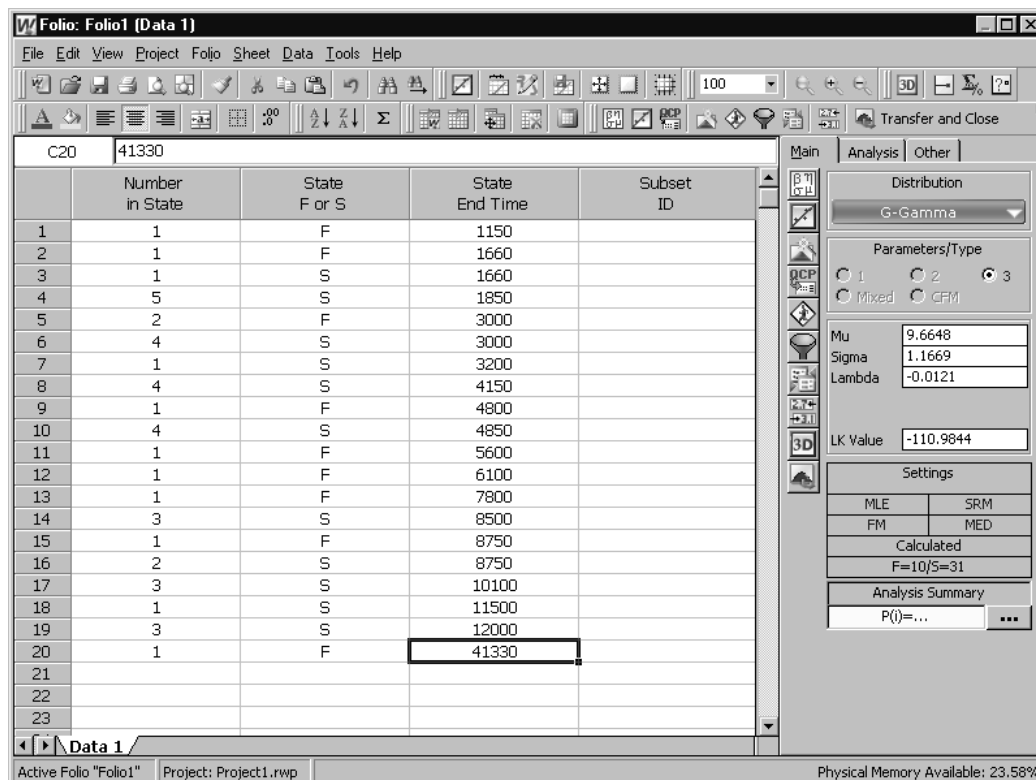 Folio: Folio1 (Data 1)
File Edit View Project Folio Sheet Data Tools Help
100 3D
A Σ QCP Transfer and Close
C20 41330 Main Analysis Other
Number in State State F or S State End Time Subset ID
1 1 F 1150
2 1 F 1660
3 1 S 1660
4 5 S 1850
5 2 F 3000
6 4 S 3000
7 1 S 3200
8 4 S 4150
9 1 F 4800
10 4 S 4850
11 1 F 5600
12 1 F 6100
13 1 F 7800
14 3 S 8500
15 1 F 8750
16 2 S 8750
17 3 S 10100
18 1 S 11500
19 3 S 12000
20 1 F 41330
21
22
23
Data 1
βη
σμ
QCP
3D
Distribution
G-Gamma
Parameters/Type
1 2 3
Mixed CFM
Mu 9.6648
Sigma 1.1669
Lambda -0.0121
LK Value -110.9844
Settings
MLE SRM
FM MED
Calculated
F=10/S=31
Analysis Summary
P(i)=... ...
Active Folio "Folio1" Project: Project1.rwp Physical Memory Available: 23.58%